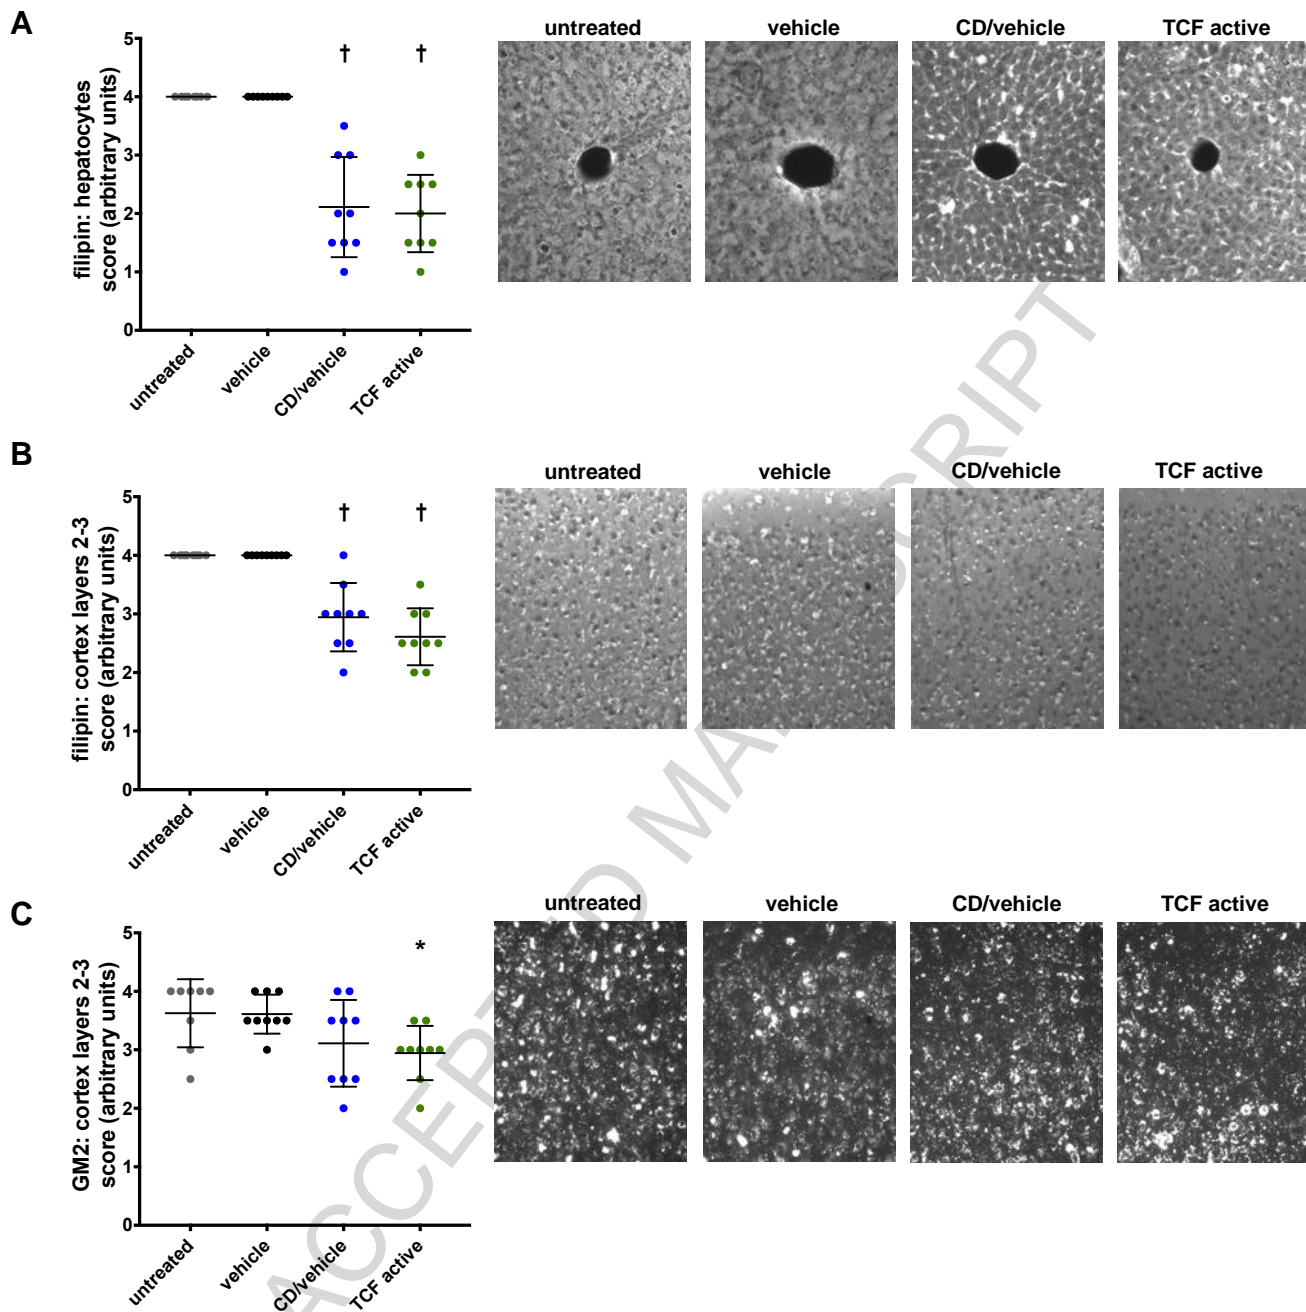 A
untreated vehicle CD/vehicle TCF active
filipin: hepatocytes
score (arbitrary units)
5
4
3
2
1
0
† †
untreated
vehicle
CD/vehicle
TCF active
B
untreated vehicle CD/vehicle TCF active
filipin: cortex layers 2-3
score (arbitrary units)
5
4
3
2
1
0
† †
untreated
vehicle
CD/vehicle
TCF active
C
untreated vehicle CD/vehicle TCF active
GM2: cortex layers 2-3
score (arbitrary units)
5
4
3
2
1
0
*
untreated
vehicle
CD/vehicle
TCF active
ACCEPTED MANUSCRIPT